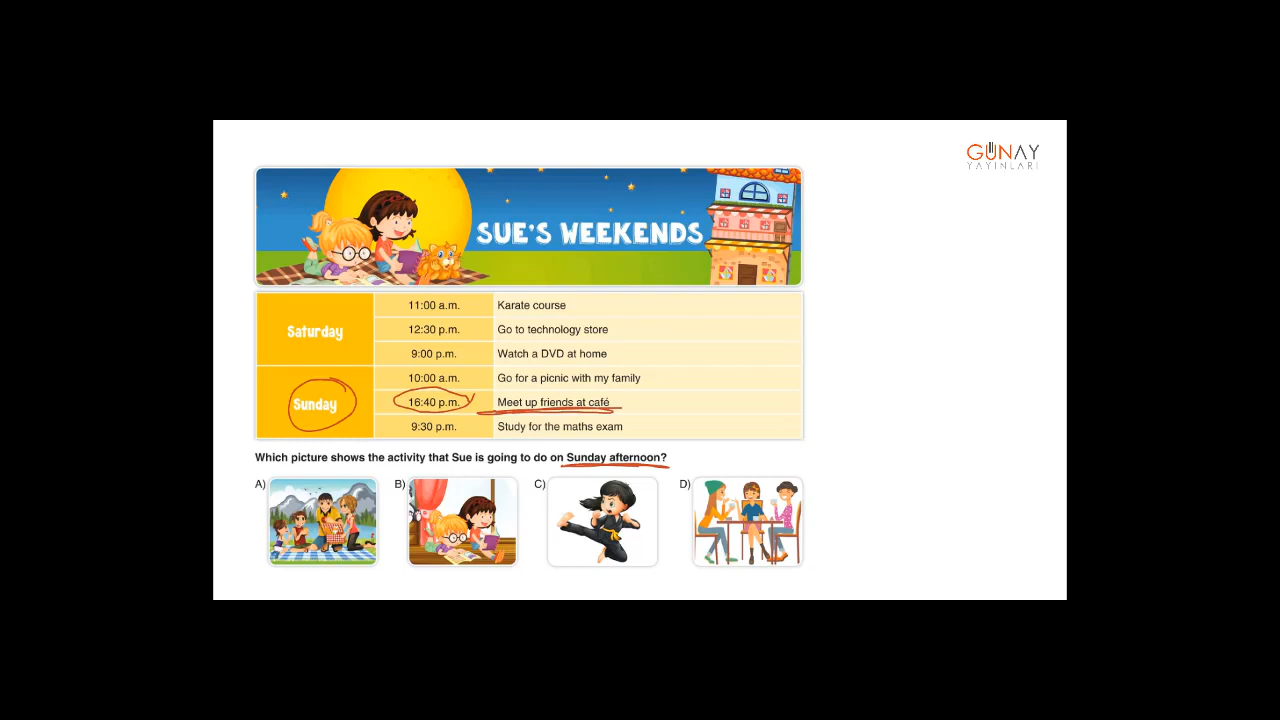 GÜNAY
YAYINLARI
SUE'S WEEKENDS
Saturday
11:00 a.m. Karate course
12:30 p.m. Go to technology store
9:00 p.m. Watch a DVD at home
Sunday
10:00 a.m. Go for a picnic with my family
16:40 p.m. Meet up friends at café
9:30 p.m. Study for the maths exam
Which picture shows the activity that Sue is going to do on Sunday afternoon?
A) B) C) D)